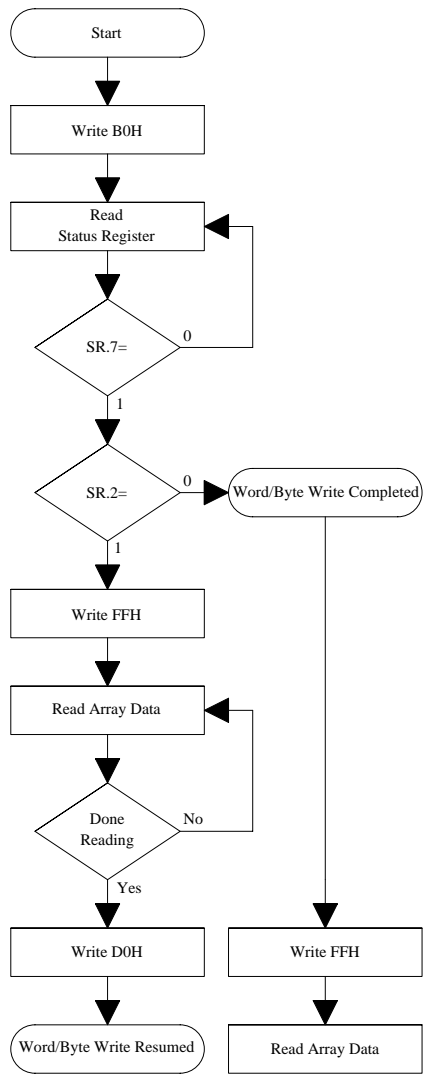 Start
Write B0H
Read
Status Register
SR.7=
0
1
SR.2=
0
Word/Byte Write Completed
1
Write FFH
Read Array Data
Done
Reading
No
Yes
Write D0H
Write FFH
Word/Byte Write Resumed
Read Array Data